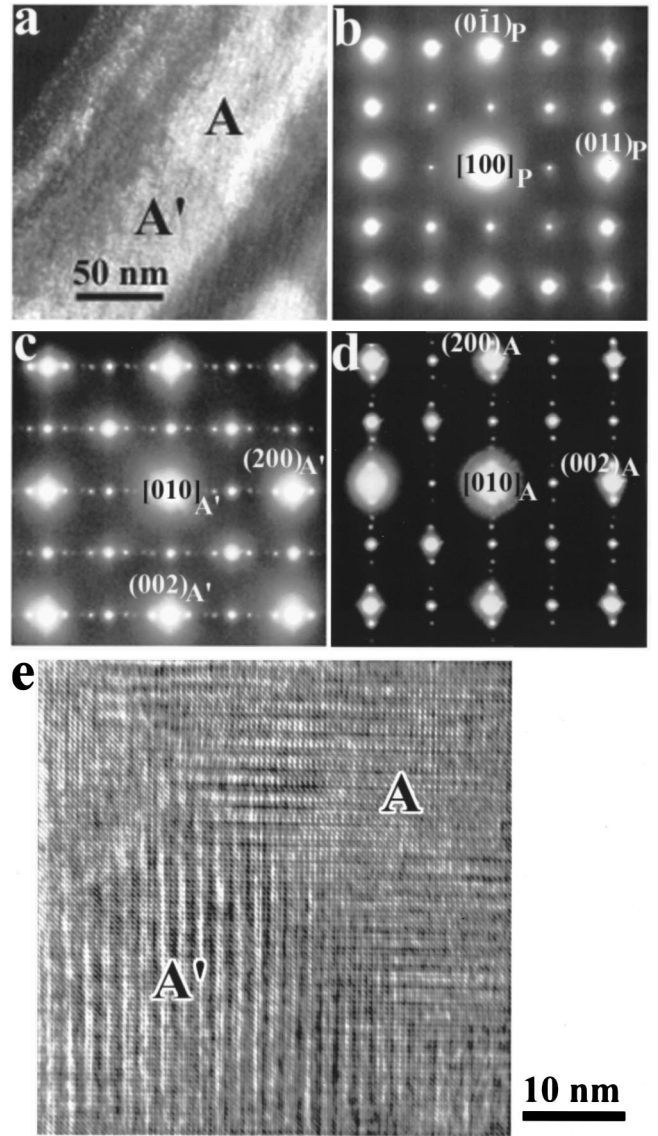 a
A
A'
50 nm
b
(01̄1)P
(011)P
[100]P
c
(200)A'
[010]A'
(002)A'
d
(200)A
(002)A
[010]A
e
A
A'
10 nm